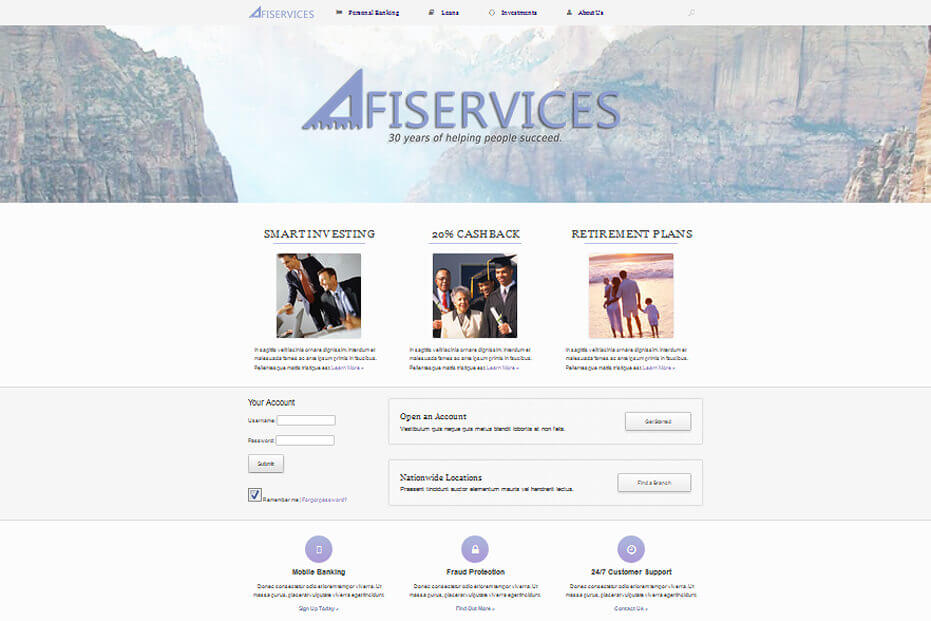 AFISERVICES
Personal Banking
Loans
Investments
About Us
AFISERVICES
30 years of helping people succeed.
SMART INVESTING
20% CASHBACK
RETIREMENT PLANS
In sagittis velit lacinia ornare dignissim. Interdum et
malesuada fames ac ante ipsum primis in faucibus.
Pellentesque mattis tristique est Learn More »
In sagittis velit lacinia ornare dignissim. Interdum et
malesuada fames ac ante ipsum primis in faucibus.
Pellentesque mattis tristique est Learn More »
In sagittis velit lacinia ornare dignissim. Interdum et
malesuada fames ac ante ipsum primis in faucibus.
Pellentesque mattis tristique est Learn More »
Your Account
Username:
Password:
Submit
Remember me | Forgot password?
Open an Account
Vestibulum quis neque quis metus blandit lobortis at non felis.
Get Started
Nationwide Locations
Praesent tincidunt auctor elementum mauris vel hendrerit lectus.
Find a Branch
Mobile Banking
Donec consectetur odio et lorem tempor viverra. Ut
massa purus, placerat vulputate viverra eget incidunt.
Sign Up Today »
Fraud Protection
Donec consectetur odio et lorem tempor viverra. Ut
massa purus, placerat vulputate viverra eget incidunt.
Find Out More »
24/7 Customer Support
Donec consectetur odio et lorem tempor viverra. Ut
massa purus, placerat vulputate viverra eget incidunt.
Contact Us »